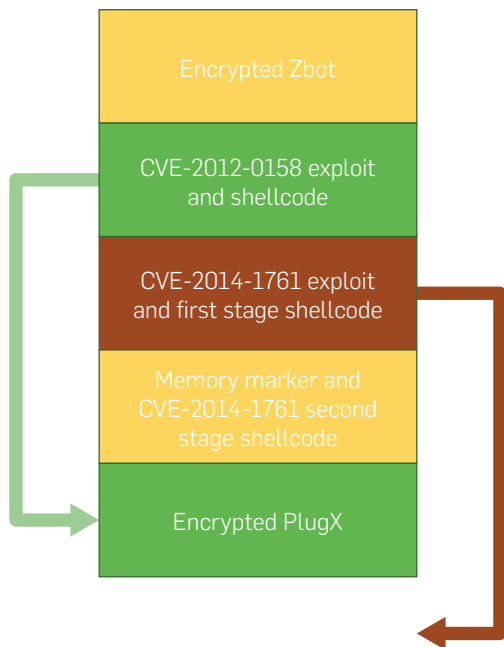 Encrypted Zbot
CVE-2012-0158 exploit
and shellcode
CVE-2014-1761 exploit
and first stage shellcode
Memory marker and
CVE-2014-1761 second
stage shellcode
Encrypted PlugX